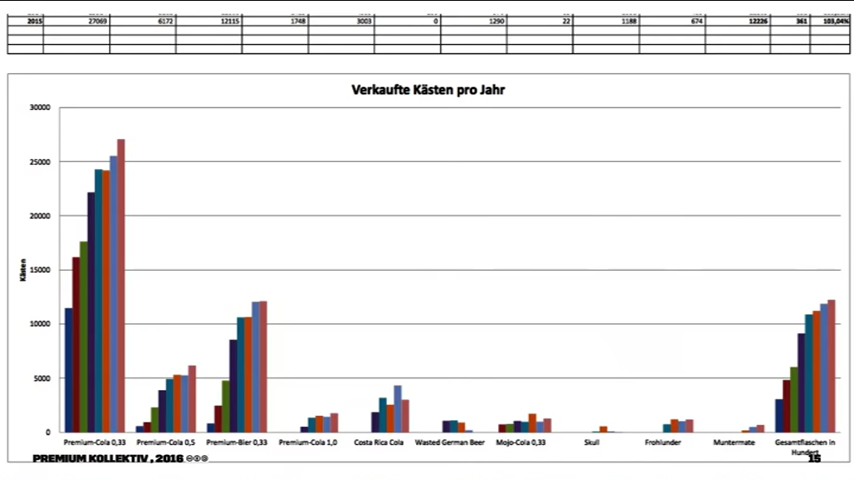 2015 27069 6172 12115 1748 3003 0 1290 22 1188 674 12226 361 103,04%
Verkaufte Kästen pro Jahr
30000
25000
20000
15000
10000
5000
0
Kästen
Premium-Cola 0,33 Premium-Cola 0,5 Premium-Bier 0,33 Premium-Cola 1,0 Costa Rica Cola Wasted German Beer Mojo-Cola 0,33 Skull Frohlunder Muntermate Gesamtflaschen in
Hundert
PREMIUM KOLLEKTIV, 2016
15